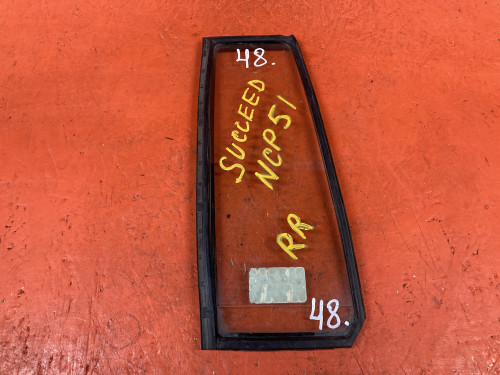 48.
SUCCEED
NCP51
RR
48.